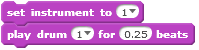 set instrument to 1
play drum 1 for 0.25 beats